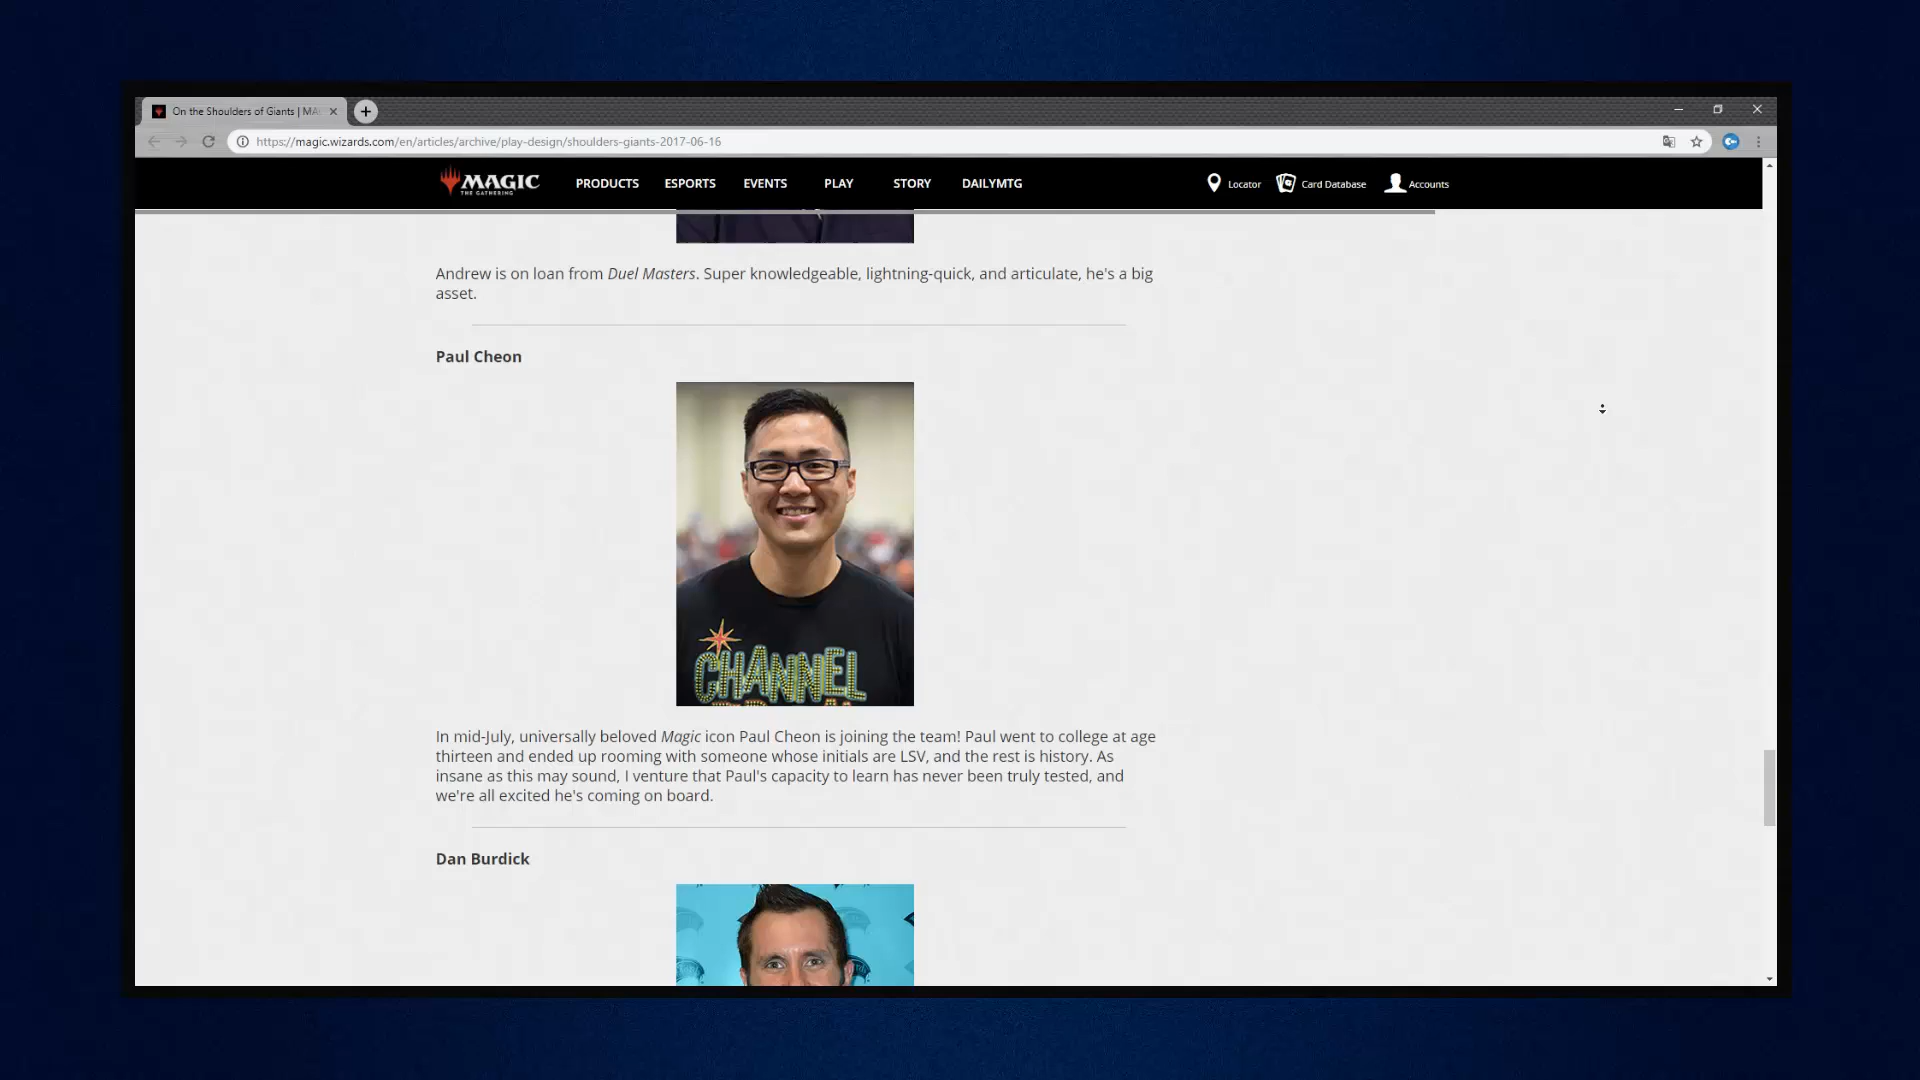 On the Shoulders of Giants | MA
https://magic.wizards.com/en/articles/archive/play-design/shoulders-giants-2017-06-16
MAGIC
THE GATHERING
PRODUCTS
ESPORTS
EVENTS
PLAY
STORY
DAILYMTG
Locator
Card Database
Accounts
Andrew is on loan from Duel Masters. Super knowledgeable, lightning-quick, and articulate, he's a big
asset.
Paul Cheon
CHANNEL
In mid-July, universally beloved Magic icon Paul Cheon is joining the team! Paul went to college at age
thirteen and ended up rooming with someone whose initials are LSV, and the rest is history. As
insane as this may sound, I venture that Paul's capacity to learn has never been truly tested, and
we're all excited he's coming on board.
Dan Burdick